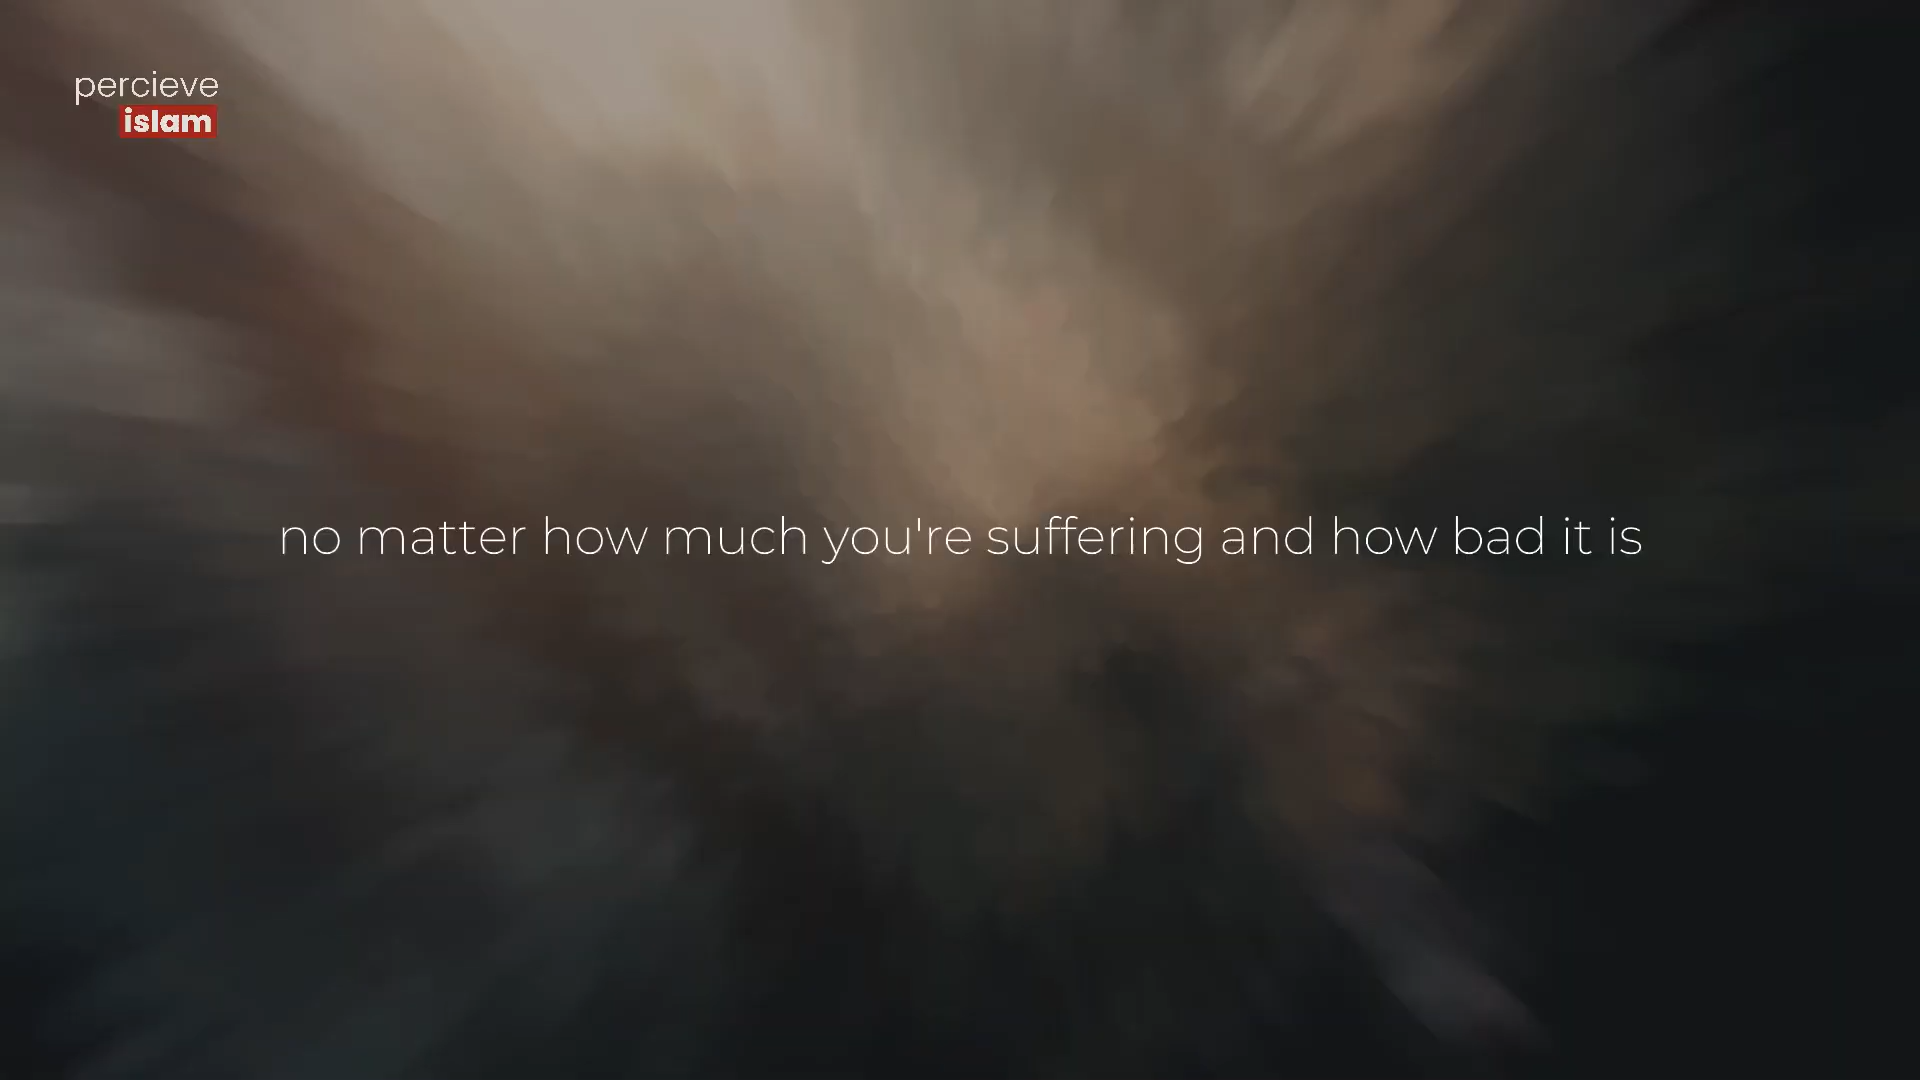 percieve
islam
no matter how much you're suffering and how bad it is